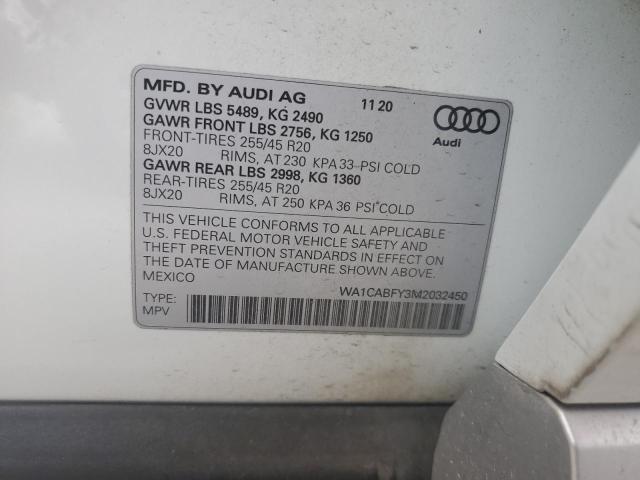 MFD. BY AUDI AG 11 20
GVWR LBS 5489, KG 2490
GAWR FRONT LBS 2756, KG 1250
FRONT-TIRES 255/45 R20
8JX20 RIMS, AT 230 KPA 33 PSI COLD
GAWR REAR LBS 2998, KG 1360
REAR-TIRES 255/45 R20
8JX20 RIMS, AT 250 KPA 36 PSI COLD
Audi
THIS VEHICLE CONFORMS TO ALL APPLICABLE
U.S. FEDERAL MOTOR VEHICLE SAFETY AND
THEFT PREVENTION STANDARDS IN EFFECT ON
THE DATE OF MANUFACTURE SHOWN ABOVE.
MEXICO
WA1CABFY3M2032450
TYPE:
MPV